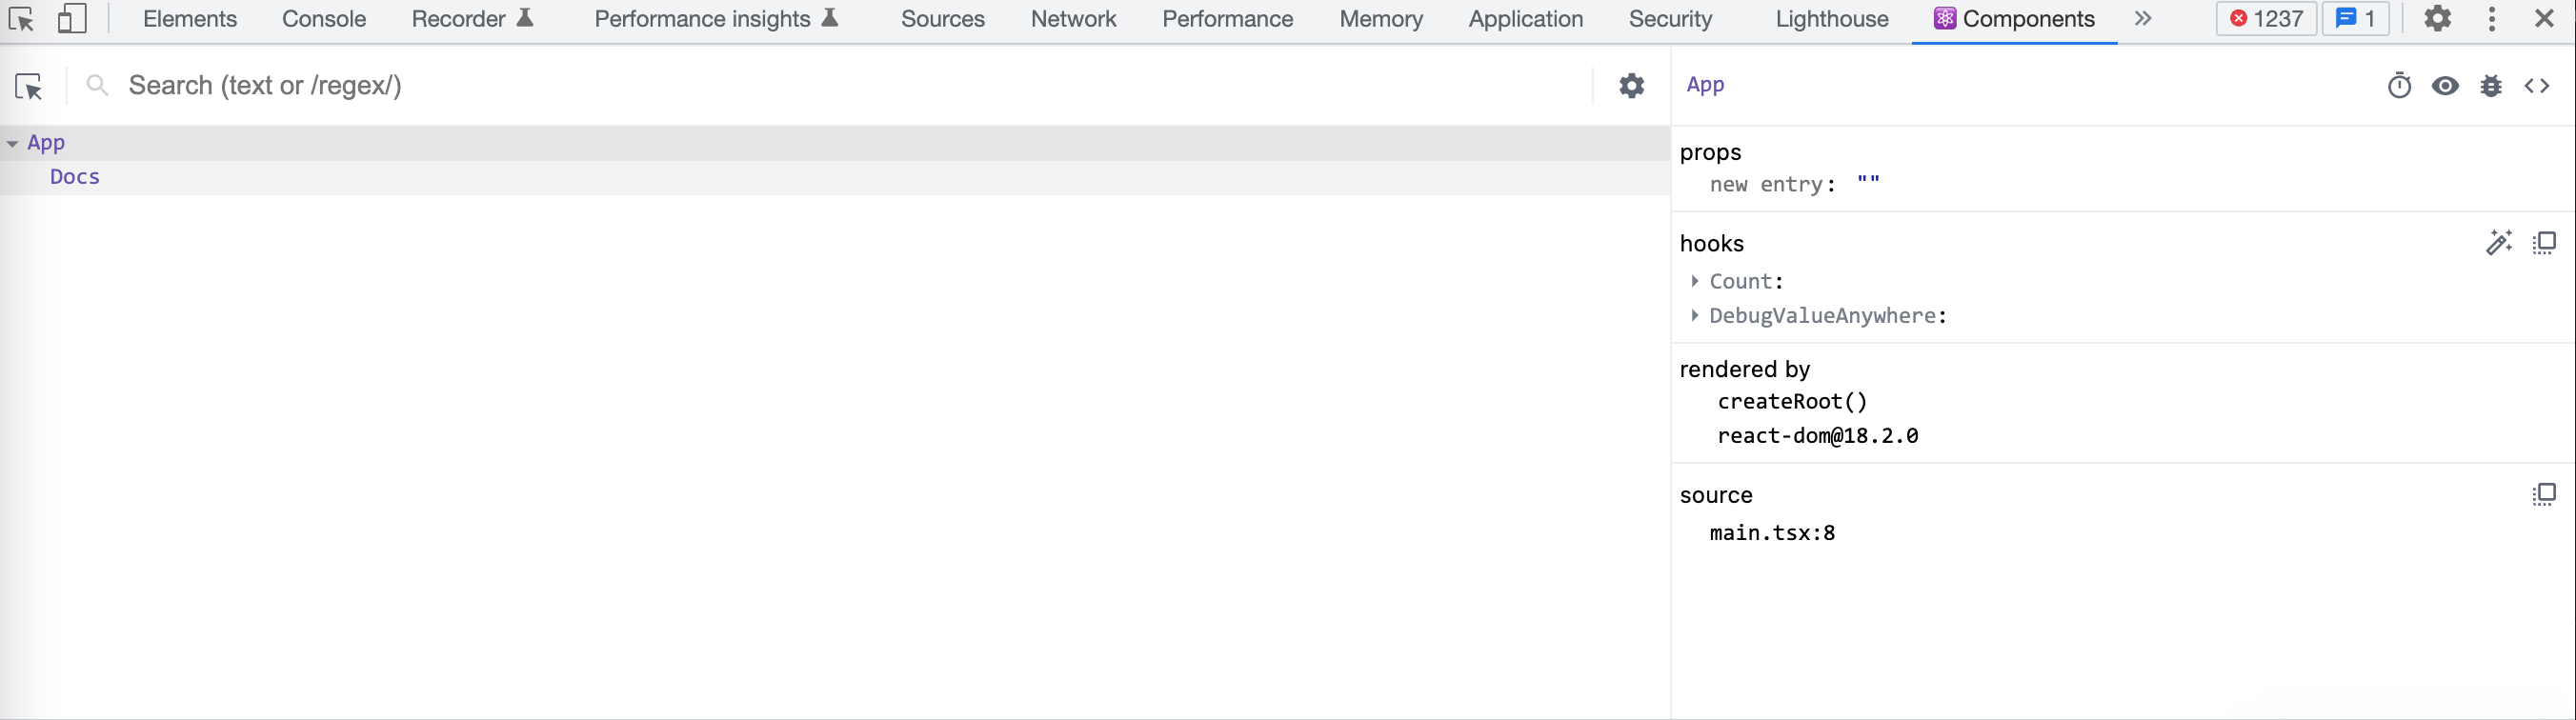 Elements Console Recorder Performance insights Sources Network Performance Memory Application Security Lighthouse Components 1237 1
Search (text or /regex/)
App
Docs
App
props
new entry: ""
hooks
Count:
DebugValueAnywhere:
rendered by
createRoot()
react-dom@18.2.0
source
main.tsx:8